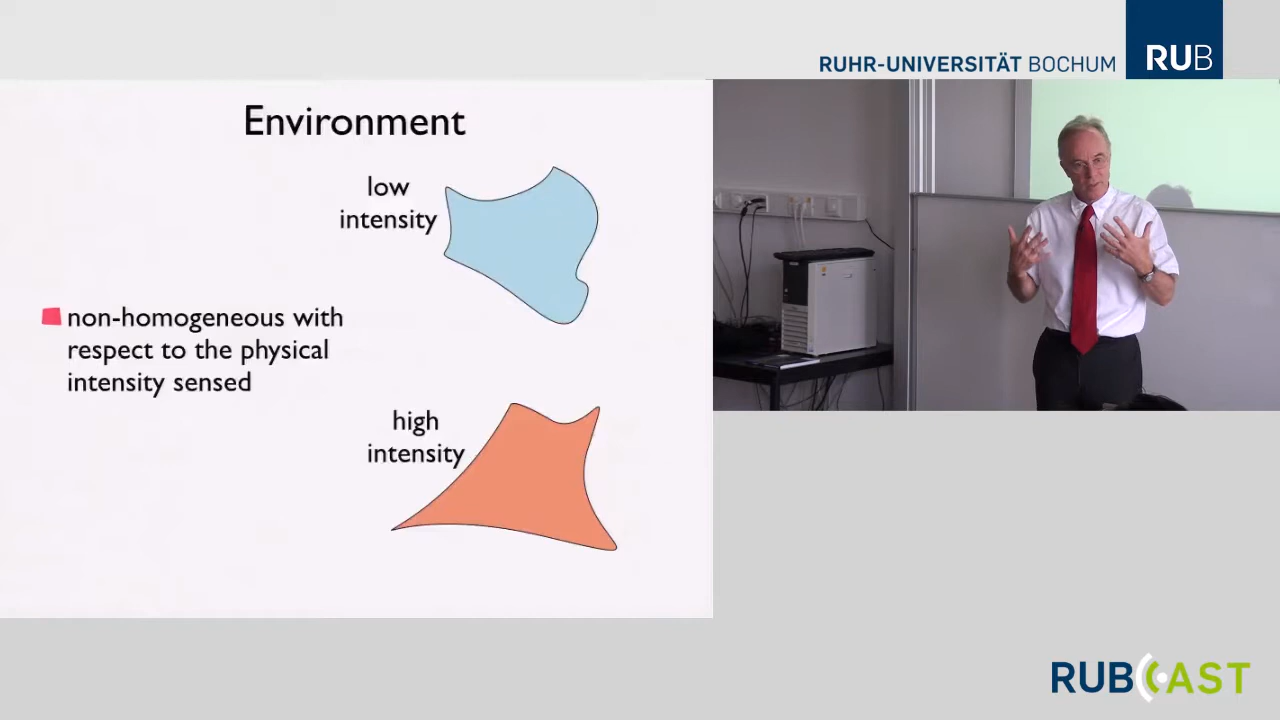 RUHR-UNIVERSITÄT BOCHUM
RUB
Environment
low
intensity
non-homogeneous with
respect to the physical
intensity sensed
high
intensity
RUBCAST